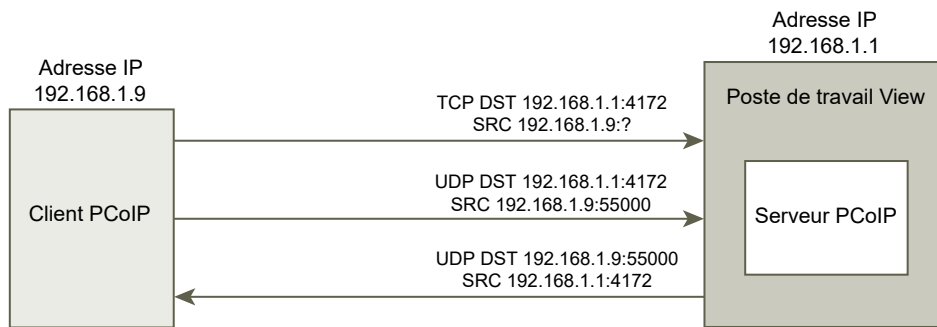 Adresse IP
192.168.1.9
Client PCoIP
TCP DST 192.168.1.1:4172
SRC 192.168.1.9:?
UDP DST 192.168.1.1:4172
SRC 192.168.1.9:55000
UDP DST 192.168.1.9:55000
SRC 192.168.1.1:4172
Adresse IP
192.168.1.1
Poste de travail View
Serveur PCoIP